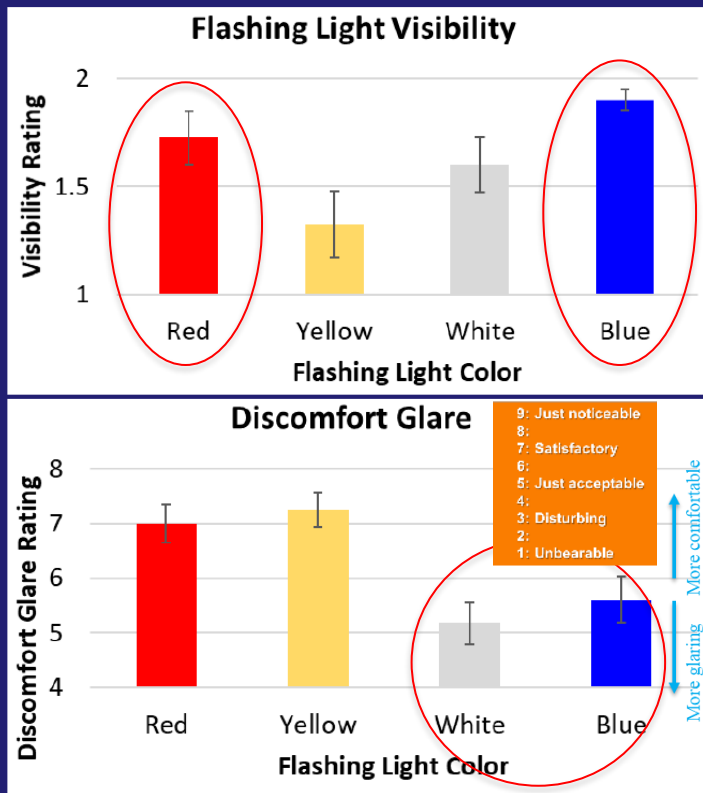 Flashing Light Visibility
Visibility Rating
2
1.5
1
Red Yellow White Blue
Flashing Light Color
Discomfort Glare
9: Just noticeable
8:
7: Satisfactory
6:
5: Just acceptable
4:
3: Disturbing
2:
1: Unbearable
Discomfort Glare Rating
8
7
6
5
4
More comfortable
More glaring
Red Yellow White Blue
Flashing Light Color